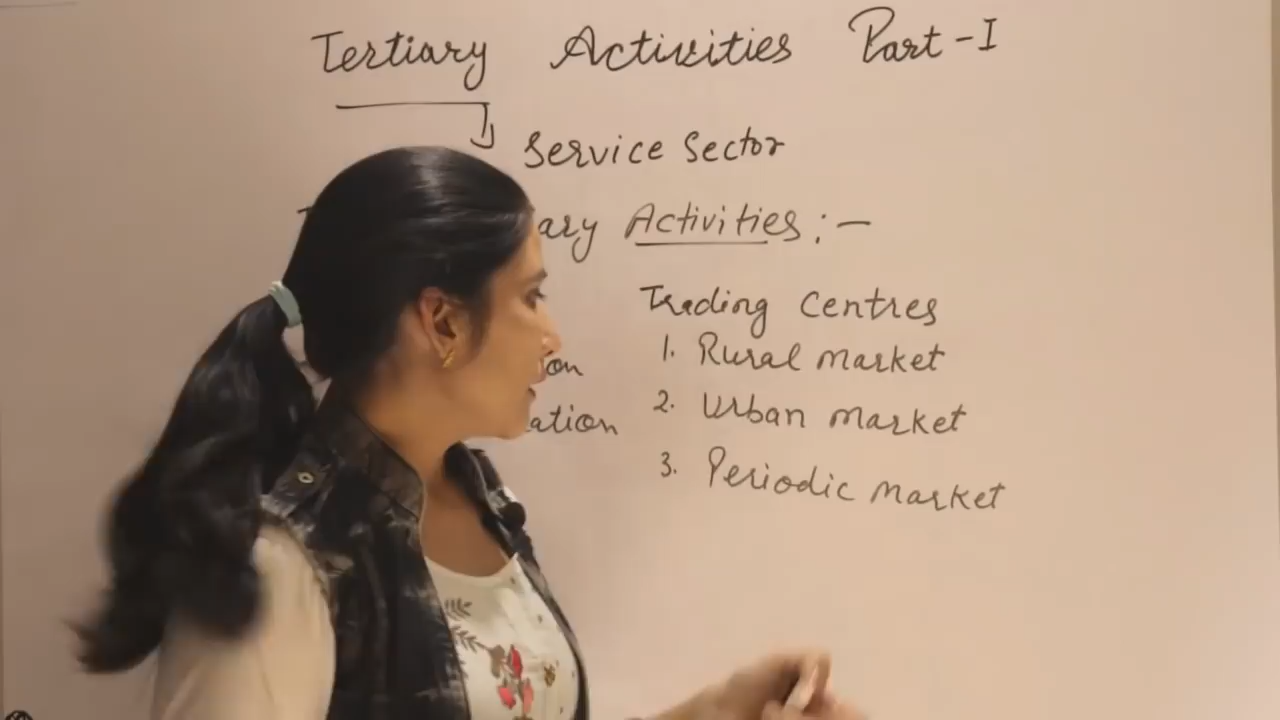 Tertiary Activities Part-I
Service Sector
Activities :-
Trading Centres
1. Rural market
2. Urban market
3. Periodic market